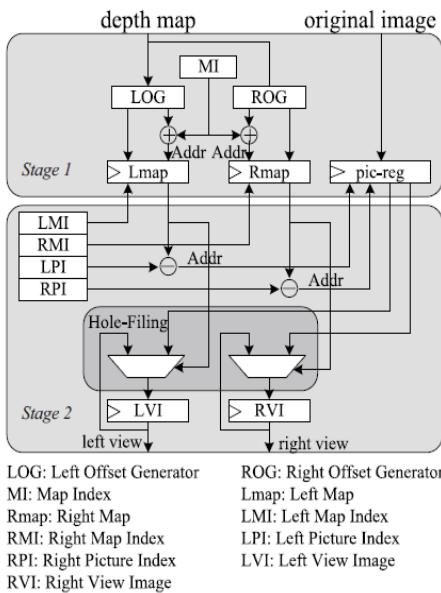 depth map original image
MI
LOG ROG
+ +
Addr Addr
Stage 1 Lmap Rmap pic-reg
LMI
RMI
LPI − Addr
RPI − Addr
Hole-Filing
Stage 2 LVI RVI
left view right view
LOG: Left Offset Generator ROG: Right Offset Generator
MI: Map Index Lmap: Left Map
Rmap: Right Map LMI: Left Map Index
RMI: Right Map Index LPI: Left Picture Index
RPI: Right Picture Index LVI: Left View Image
RVI: Right View Image